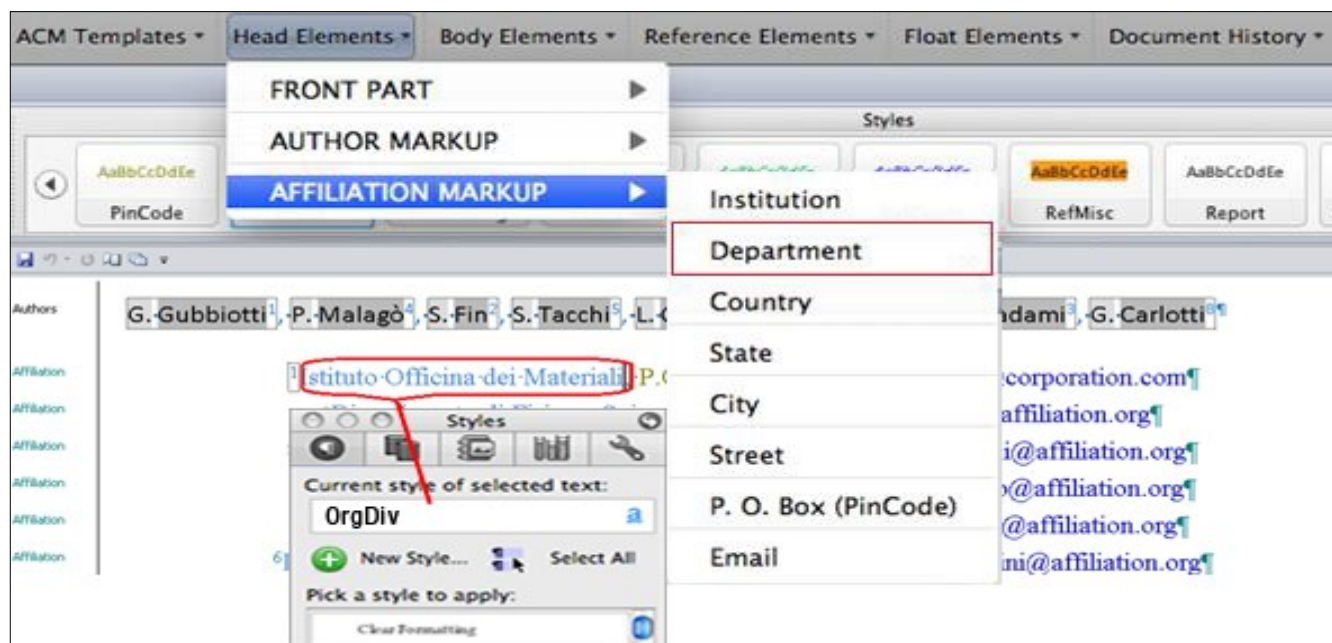 ACM Templates Head Elements Body Elements Reference Elements Float Elements Document History
FRONT PART
AUTHOR MARKUP
AFFILIATION MARKUP
Styles
AaBbCcDdEe
PinCode
AaBbCcDdEe
RefMisc
AaBbCcDdEe
Report
Institution
Department
Country
State
City
Street
P. O. Box (PinCode)
Email
Authors
G. Gubbiotti1, P. Malagò4, S. Fin2, S. Tacchi5, L. adami3, G. Carlotti8¶
Affiliation
1 Istituto Officina dei Materiali, P. corporation.com¶
Affiliation
affiliation.org¶
Affiliation
i@affiliation.org¶
Affiliation
@affiliation.org¶
Affiliation
@affiliation.org¶
Affiliation
6 ni@affiliation.org¶
Styles
Current style of selected text:
OrgDiv a
New Style... Select All
Pick a style to apply:
Clear Formatting